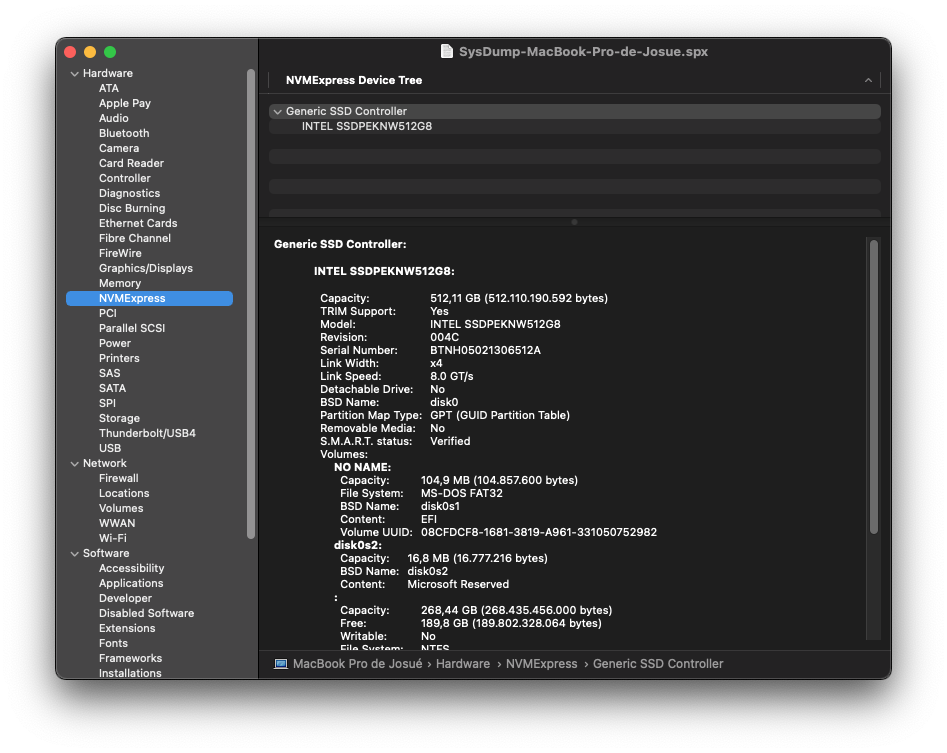 SysDump-MacBook-Pro-de-Josue.spx
Hardware
ATA
Apple Pay
Audio
Bluetooth
Camera
Card Reader
Controller
Diagnostics
Disc Burning
Ethernet Cards
Fibre Channel
FireWire
Graphics/Displays
Memory
NVMExpress
PCI
Parallel SCSI
Power
Printers
SAS
SATA
SPI
Storage
Thunderbolt/USB4
USB
Network
Firewall
Locations
Volumes
WWAN
Wi-Fi
Software
Accessibility
Applications
Developer
Disabled Software
Extensions
Fonts
Frameworks
Installations
NVMExpress Device Tree
Generic SSD Controller
INTEL SSDPEKNW512G8
Generic SSD Controller:
INTEL SSDPEKNW512G8:
Capacity: 512,11 GB (512.110.190.592 bytes)
TRIM Support: Yes
Model: INTEL SSDPEKNW512G8
Revision: 004C
Serial Number: BTNH05021306512A
Link Width: x4
Link Speed: 8.0 GT/s
Detachable Drive: No
BSD Name: disk0
Partition Map Type: GPT (GUID Partition Table)
Removable Media: No
S.M.A.R.T. status: Verified
Volumes:
NO NAME:
Capacity: 104,9 MB (104.857.600 bytes)
File System: MS-DOS FAT32
BSD Name: disk0s1
Content: EFI
Volume UUID: 08CFDCF8-1681-3819-A961-331050752982
disk0s2:
Capacity: 16,8 MB (16.777.216 bytes)
BSD Name: disk0s2
Content: Microsoft Reserved
:
Capacity: 268,44 GB (268.435.456.000 bytes)
Free: 189,8 GB (189.802.328.064 bytes)
Writable: No
File System: NTFS
MacBook Pro de Josué › Hardware › NVMExpress › Generic SSD Controller